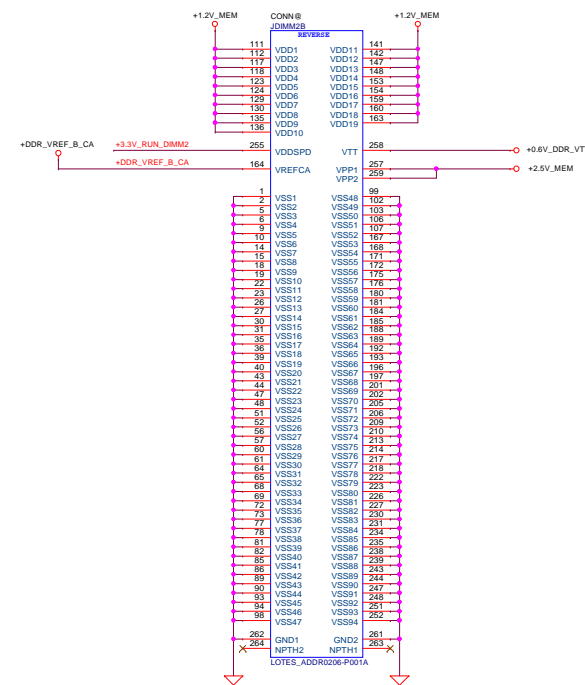 +1.2V_MEM CONN@ +1.2V_MEM
JDIMM2B
REVERSE
111 VDD1 VDD11 141
112 VDD2 VDD12 142
117 VDD3 VDD13 147
118 VDD4 VDD14 148
123 VDD5 VDD15 153
124 VDD6 VDD16 154
129 VDD7 VDD17 159
130 VDD8 VDD18 160
135 VDD9 VDD19 163
136 VDD10
+DDR_VREF_B_CA +3.3V_RUN_DIMM2 255 VDDSPD VTT 258 +0.6V_DDR_VT
+DDR_VREF_B_CA 164 VREFCA VPP1 257 +2.5V_MEM
VPP2 259
1 VSS1 VSS48 99
2 VSS2 VSS49 102
5 VSS3 VSS50 103
6 VSS4 VSS51 106
9 VSS5 VSS52 107
10 VSS6 VSS53 167
14 VSS7 VSS54 168
15 VSS8 VSS55 171
18 VSS9 VSS56 172
19 VSS10 VSS57 175
22 VSS11 VSS58 176
23 VSS12 VSS59 180
26 VSS13 VSS60 181
27 VSS14 VSS61 184
30 VSS15 VSS62 185
31 VSS16 VSS63 188
35 VSS17 VSS64 189
36 VSS18 VSS65 192
39 VSS19 VSS66 193
40 VSS20 VSS67 196
43 VSS21 VSS68 197
44 VSS22 VSS69 201
47 VSS23 VSS70 202
48 VSS24 VSS71 205
51 VSS25 VSS72 206
52 VSS26 VSS73 209
56 VSS27 VSS74 210
57 VSS28 VSS75 213
60 VSS29 VSS76 214
61 VSS30 VSS77 217
64 VSS31 VSS78 218
65 VSS32 VSS79 222
68 VSS33 VSS80 223
69 VSS34 VSS81 226
72 VSS35 VSS82 227
73 VSS36 VSS83 230
77 VSS37 VSS84 231
78 VSS38 VSS85 234
81 VSS39 VSS86 235
82 VSS40 VSS87 238
85 VSS41 VSS88 239
86 VSS42 VSS89 243
89 VSS43 VSS90 244
90 VSS44 VSS91 247
93 VSS45 VSS92 248
94 VSS46 VSS93 251
98 VSS47 VSS94 252
262 GND1 GND2 261
264 NPTH2 NPTH1 263
LOTES_ADDR0206-P001A